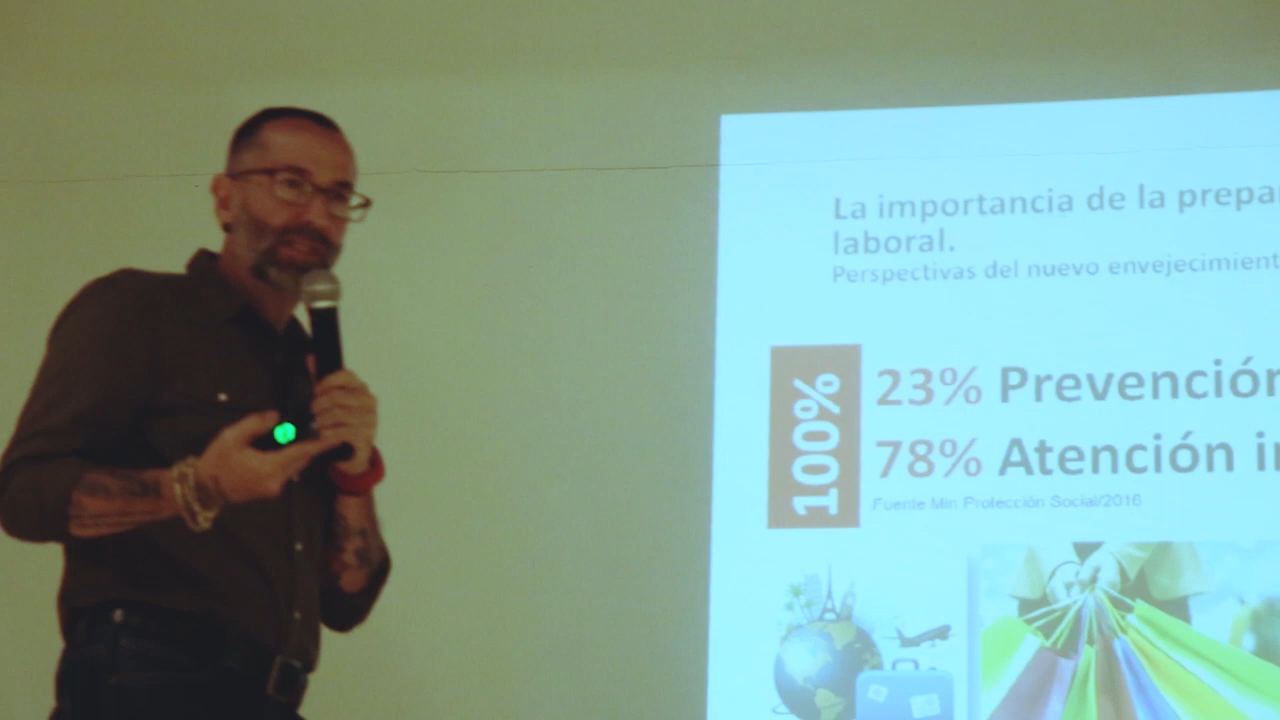 La importancia de la prepar
laboral.
Perspectivas del nuevo envejecimient
100%
23% Prevención
78% Atención in
Fuente Min Protección Social/2016